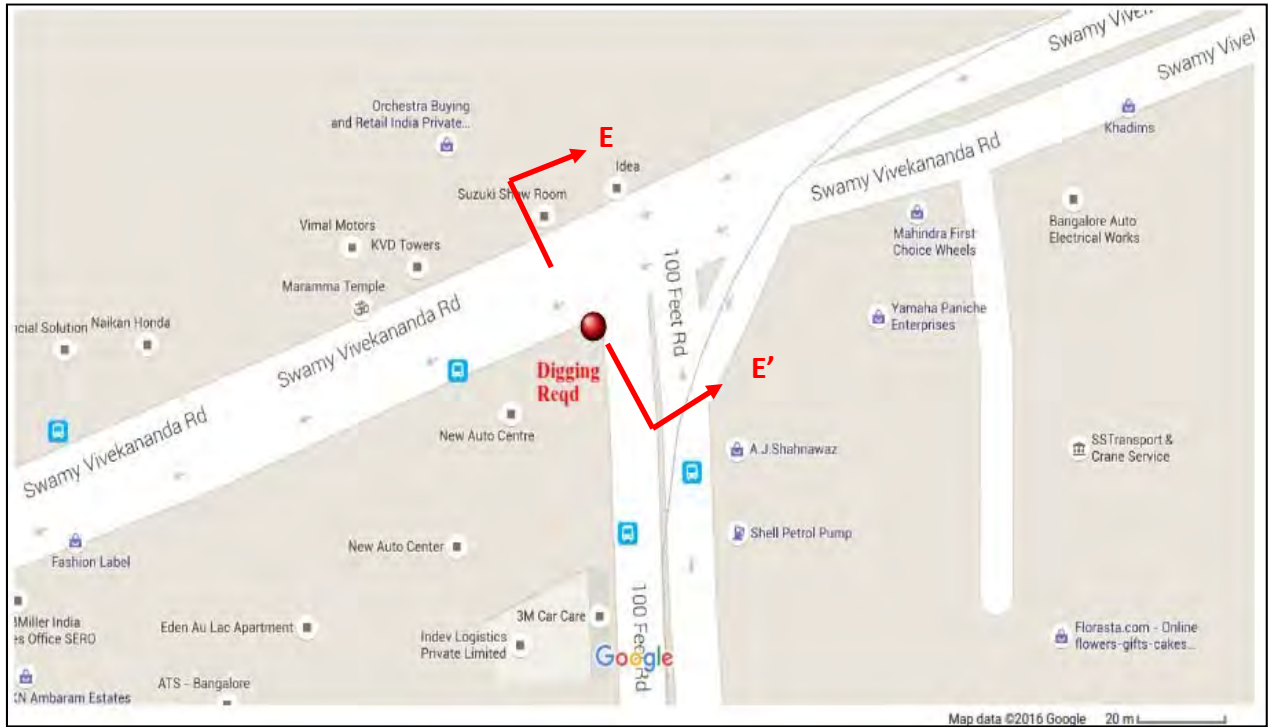 Swamy Vivek
Swamy Vivel
Orchestra Buying
and Retail India Private...
Khadims
E
Idea
Swamy Vivekananda Rd
Suzuki Show Room
Bangalore Auto
Electrical Works
Vimal Motors
KVD Towers
Mahindra First
Choice Wheels
100 Feet Rd
Maramma Temple
Swamy Vivekananda Rd
Yamaha Paniche
Enterprises
ncial Solution
Naikan Honda
Digging
Reqd
E’
New Auto Centre
Swamy Vivekananda Rd
A.J.Shahnawaz
SSTransport &
Crane Service
Shell Petrol Pump
New Auto Center
Fashion Label
100 Feet Rd
3M Car Care
Miller India
es Office SERO
Eden Au Lac Apartment
Indev Logistics
Private Limited
Florasta.com - Online
flowers-gifts-cakes...
Google
ATS - Bangalore
N Ambaram Estates
Map data ©2016 Google
20 m